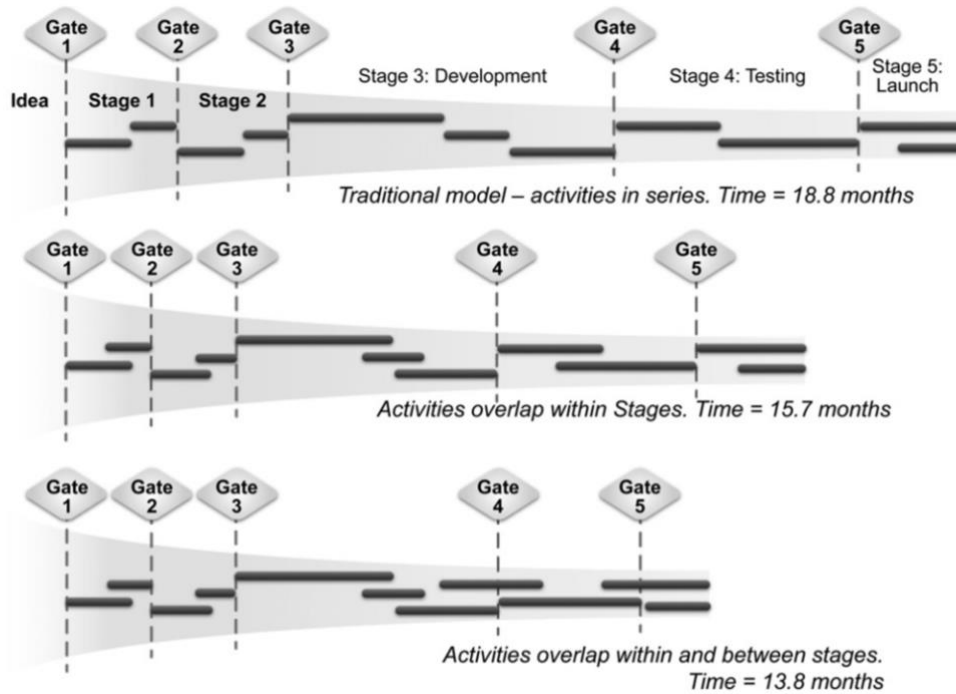 Gate 1
Gate 2
Gate 3
Gate 4
Gate 5
Stage 3: Development
Stage 4: Testing
Stage 5: Launch
Idea
Stage 1
Stage 2
Traditional model – activities in series. Time = 18.8 months
Gate 1
Gate 2
Gate 3
Gate 4
Gate 5
Activities overlap within Stages. Time = 15.7 months
Gate 1
Gate 2
Gate 3
Gate 4
Gate 5
Activities overlap within and between stages.
Time = 13.8 months